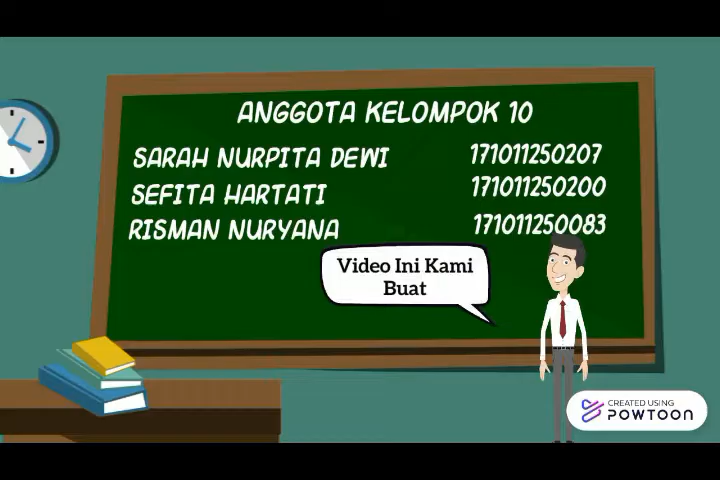 ANGGOTA KELOMPOK 10
SARAH NURPITA DEWI 171011250207
SEFITA HARTATI 171011250200
RISMAN NURYANA 171011250083
Video Ini Kami
Buat
CREATED USING
POWTOON